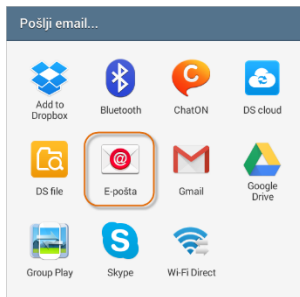 Pošlji email...
Add to
Dropbox
Bluetooth
ChatON
DS cloud
DS file
E-pošta
Gmail
Google
Drive
Group Play
Skype
Wi-Fi Direct